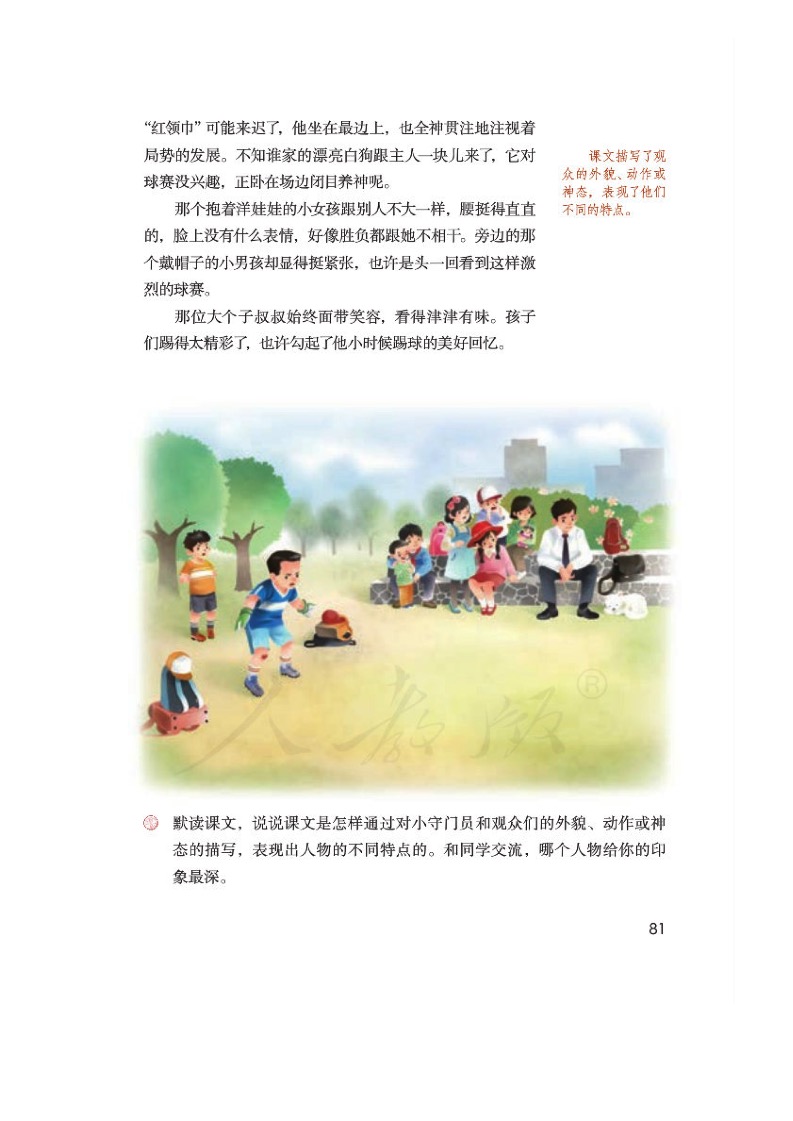 “红领巾”可能来迟了，他坐在最边上，也全神贯注地注视着
局势的发展。不知谁家的漂亮白狗跟主人一块儿来了，它对
球赛没兴趣，正卧在场边闭目养神呢。
那个抱着洋娃娃的小女孩跟别人不大一样，腰挺得直直
的，脸上没有什么表情，好像胜负都跟她不相干。旁边的那
个戴帽子的小男孩却显得挺紧张，也许是头一回看到这样激
烈的球赛。
那位大个子叔叔始终面带笑容，看得津津有味。孩子
们踢得太精彩了，也许勾起了他小时候踢球的美好回忆。
课文描写了观
众的外貌、动作或
神态，表现了他们
不同的特点。
人教版®
默读课文，说说课文是怎样通过对小守门员和观众们的外貌、动作或神
态的描写，表现出人物的不同特点的。和同学交流，哪个人物给你的印
象最深。
81